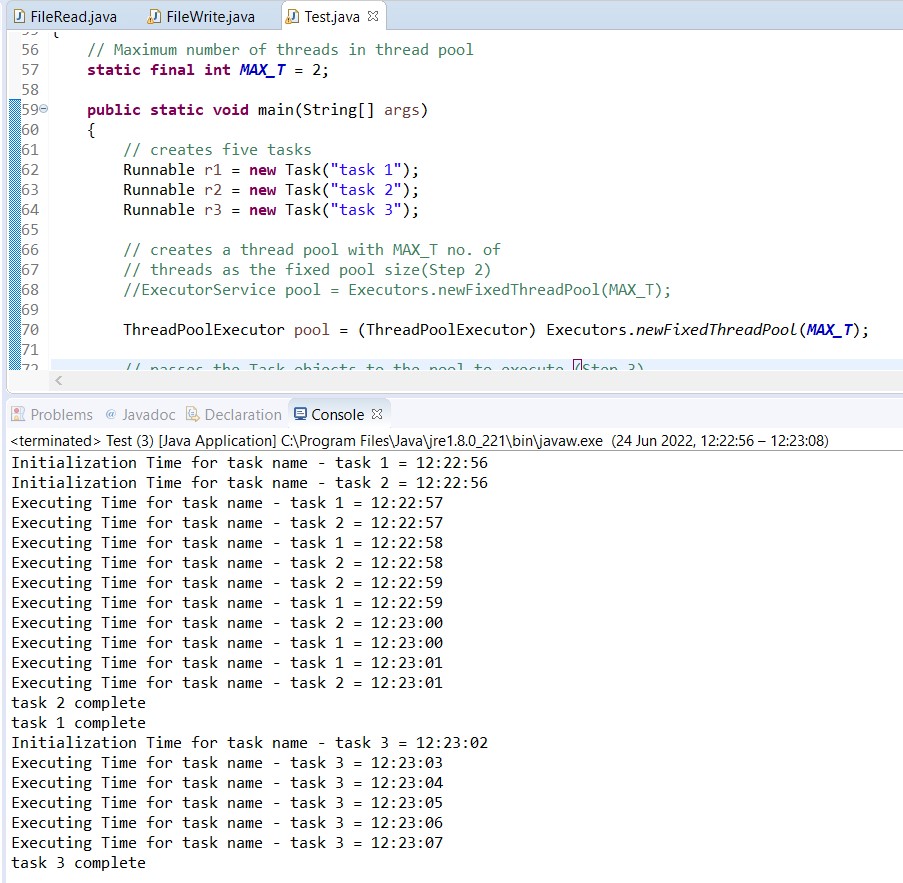 FileRead.java FileWrite.java Test.java
56 // Maximum number of threads in thread pool
57 static final int MAX_T = 2;
58
59 public static void main(String[] args)
60 {
61 // creates five tasks
62 Runnable r1 = new Task("task 1");
63 Runnable r2 = new Task("task 2");
64 Runnable r3 = new Task("task 3");
65
66 // creates a thread pool with MAX_T no. of
67 // threads as the fixed pool size(Step 2)
68 //ExecutorService pool = Executors.newFixedThreadPool(MAX_T);
69
70 ThreadPoolExecutor pool = (ThreadPoolExecutor) Executors.newFixedThreadPool(MAX_T);
71
72 // passes the Task objects to the pool to execute (Step 3)
Problems @ Javadoc Declaration Console
<terminated> Test (3) [Java Application] C:\Program Files\Java\jre1.8.0_221\bin\javaw.exe (24 Jun 2022, 12:22:56 – 12:23:08)
Initialization Time for task name - task 1 = 12:22:56
Initialization Time for task name - task 2 = 12:22:56
Executing Time for task name - task 1 = 12:22:57
Executing Time for task name - task 2 = 12:22:57
Executing Time for task name - task 1 = 12:22:58
Executing Time for task name - task 2 = 12:22:58
Executing Time for task name - task 2 = 12:22:59
Executing Time for task name - task 1 = 12:22:59
Executing Time for task name - task 2 = 12:23:00
Executing Time for task name - task 1 = 12:23:00
Executing Time for task name - task 1 = 12:23:01
Executing Time for task name - task 2 = 12:23:01
task 2 complete
task 1 complete
Initialization Time for task name - task 3 = 12:23:02
Executing Time for task name - task 3 = 12:23:03
Executing Time for task name - task 3 = 12:23:04
Executing Time for task name - task 3 = 12:23:05
Executing Time for task name - task 3 = 12:23:06
Executing Time for task name - task 3 = 12:23:07
task 3 complete